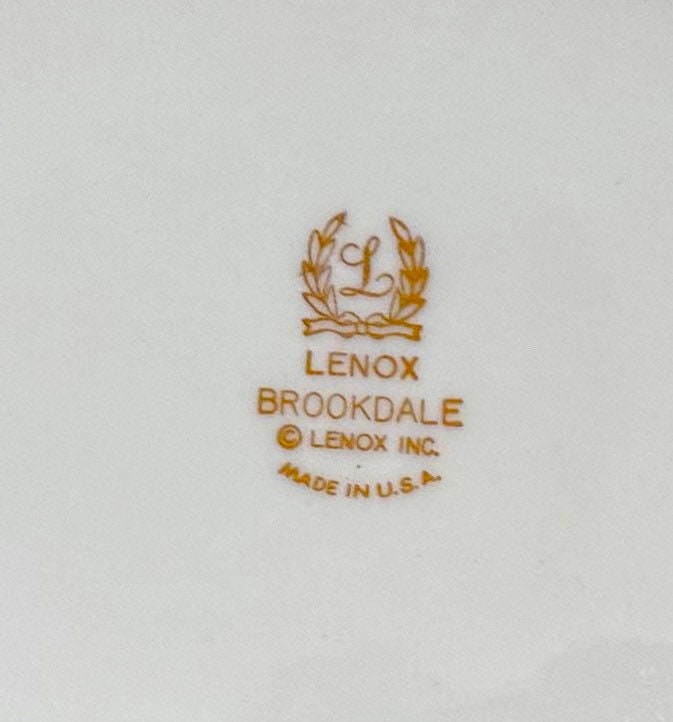 L
LENOX
BROOKDALE
© LENOX INC.
MADE IN U.S.A.